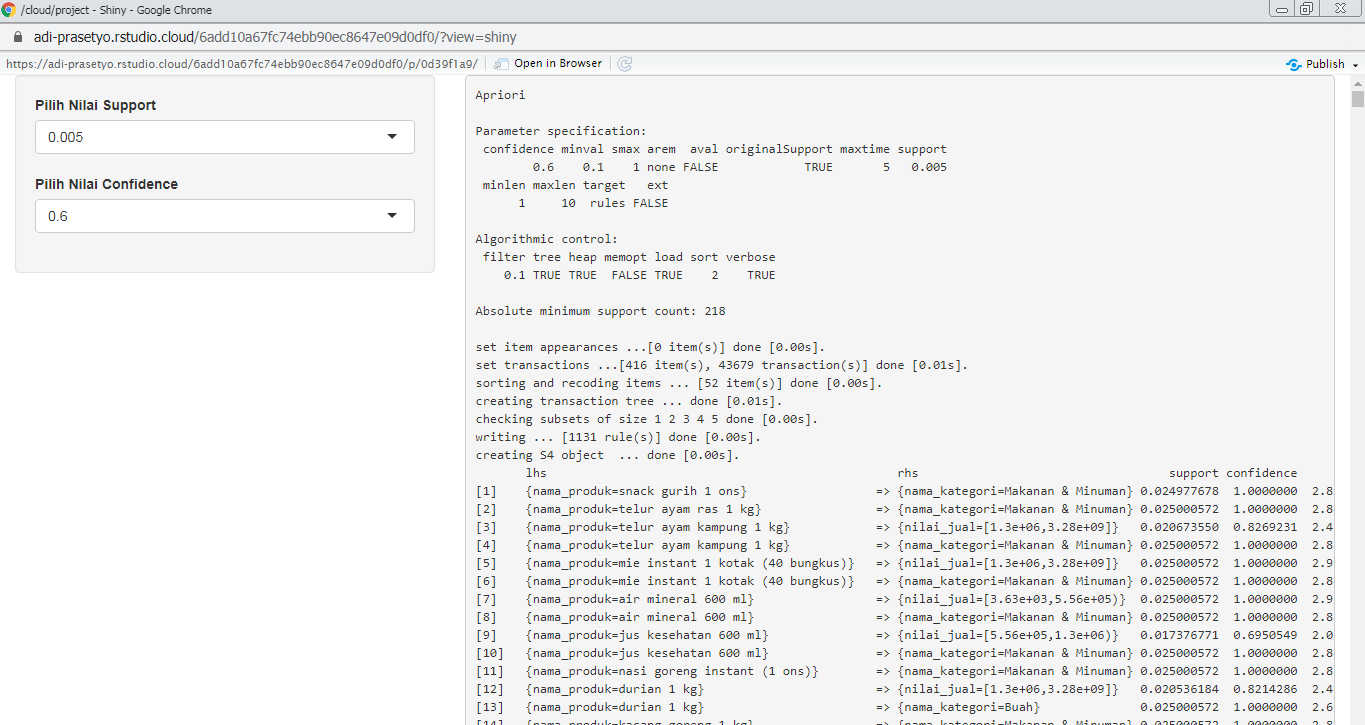 /cloud/project - Shiny - Google Chrome
adi-prasetyo.rstudio.cloud/6add10a67fc74ebb90ec8647e09d0df0/?view=shiny
https://adi-prasetyo.rstudio.cloud/6add10a67fc74ebb90ec8647e09d0df0/p/0d39f1a9/ Open in Browser Publish
Pilih Nilai Support
0.005
Pilih Nilai Confidence
0.6
Apriori
Parameter specification:
confidence minval smax arem aval originalSupport maxtime support
0.6 0.1 1 none FALSE TRUE 5 0.005
minlen maxlen target ext
1 10 rules FALSE
Algorithmic control:
filter tree heap memopt load sort verbose
0.1 TRUE TRUE FALSE TRUE 2 TRUE
Absolute minimum support count: 218
set item appearances ...[0 item(s)] done [0.00s].
set transactions ...[416 item(s), 43679 transaction(s)] done [0.01s].
sorting and recoding items ... [52 item(s)] done [0.00s].
creating transaction tree ... done [0.01s].
checking subsets of size 1 2 3 4 5 done [0.00s].
writing ... [1131 rule(s)] done [0.00s].
creating S4 object ... done [0.00s].
lhs rhs support confidence
[1] {nama_produk=snack gurih 1 ons} => {nama_kategori=Makanan & Minuman} 0.024977678 1.0000000 2.8
[2] {nama_produk=telur ayam ras 1 kg} => {nama_kategori=Makanan & Minuman} 0.025000572 1.0000000 2.8
[3] {nama_produk=telur ayam kampung 1 kg} => {nilai_jual=[1.3e+06,3.28e+09]} 0.020673550 0.8269231 2.4
[4] {nama_produk=telur ayam kampung 1 kg} => {nama_kategori=Makanan & Minuman} 0.025000572 1.0000000 2.8
[5] {nama_produk=mie instant 1 kotak (40 bungkus)} => {nilai_jual=[1.3e+06,3.28e+09]} 0.025000572 1.0000000 2.9
[6] {nama_produk=mie instant 1 kotak (40 bungkus)} => {nama_kategori=Makanan & Minuman} 0.025000572 1.0000000 2.8
[7] {nama_produk=air mineral 600 ml} => {nilai_jual=[3.63e+03,5.56e+05)} 0.025000572 1.0000000 2.9
[8] {nama_produk=air mineral 600 ml} => {nama_kategori=Makanan & Minuman} 0.025000572 1.0000000 2.8
[9] {nama_produk=jus kesehatan 600 ml} => {nilai_jual=[5.56e+05,1.3e+06)} 0.017376771 0.6950549 2.0
[10] {nama_produk=jus kesehatan 600 ml} => {nama_kategori=Makanan & Minuman} 0.025000572 1.0000000 2.8
[11] {nama_produk=nasi goreng instant (1 ons)} => {nama_kategori=Makanan & Minuman} 0.025000572 1.0000000 2.8
[12] {nama_produk=durian 1 kg} => {nilai_jual=[1.3e+06,3.28e+09]} 0.020536184 0.8214286 2.4
[13] {nama_produk=durian 1 kg} => {nama_kategori=Buah} 0.025000572 1.0000000 2.6
[14] {nama_produk=kacang goreng 1 kg} => {nama_kategori=Makanan & Minuman} 0.025000572 1.0000000 2.8